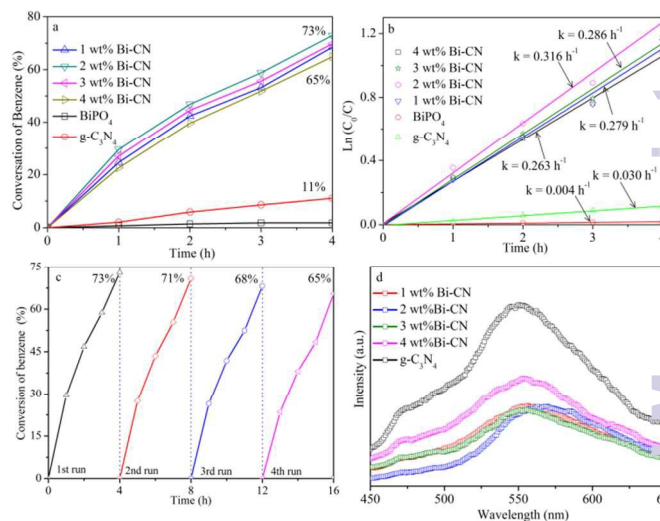 a
Conversation of Benzene (%)
80
60
40
20
0
1 wt% Bi-CN
2 wt% Bi-CN
3 wt% Bi-CN
4 wt% Bi-CN
BiPO₄
g-C₃N₄
73%
65%
11%
0 1 2 3 4
Time (h)
b
Ln (C₀/C)
1.2
0.8
0.4
0.0
4 wt% Bi-CN
3 wt% Bi-CN
2 wt% Bi-CN
1 wt% Bi-CN
BiPO₄
g-C₃N₄
k = 0.286 h⁻¹
k = 0.316 h⁻¹
k = 0.279 h⁻¹
k = 0.263 h⁻¹
k = 0.030 h⁻¹
k = 0.004 h⁻¹
0 1 2 3
Time (h)
c
Conversion of benzene (%)
75
60
45
30
15
0
73%
71%
68%
65%
1st run
2nd run
3rd run
4th run
0 4 8 12 16
Time (h)
d
Intensity (a.u.)
1 wt% Bi-CN
2 wt% Bi-CN
3 wt%Bi-CN
4 wt%Bi-CN
g-C₃N₄
450 500 550 600
Wavelength (nm)